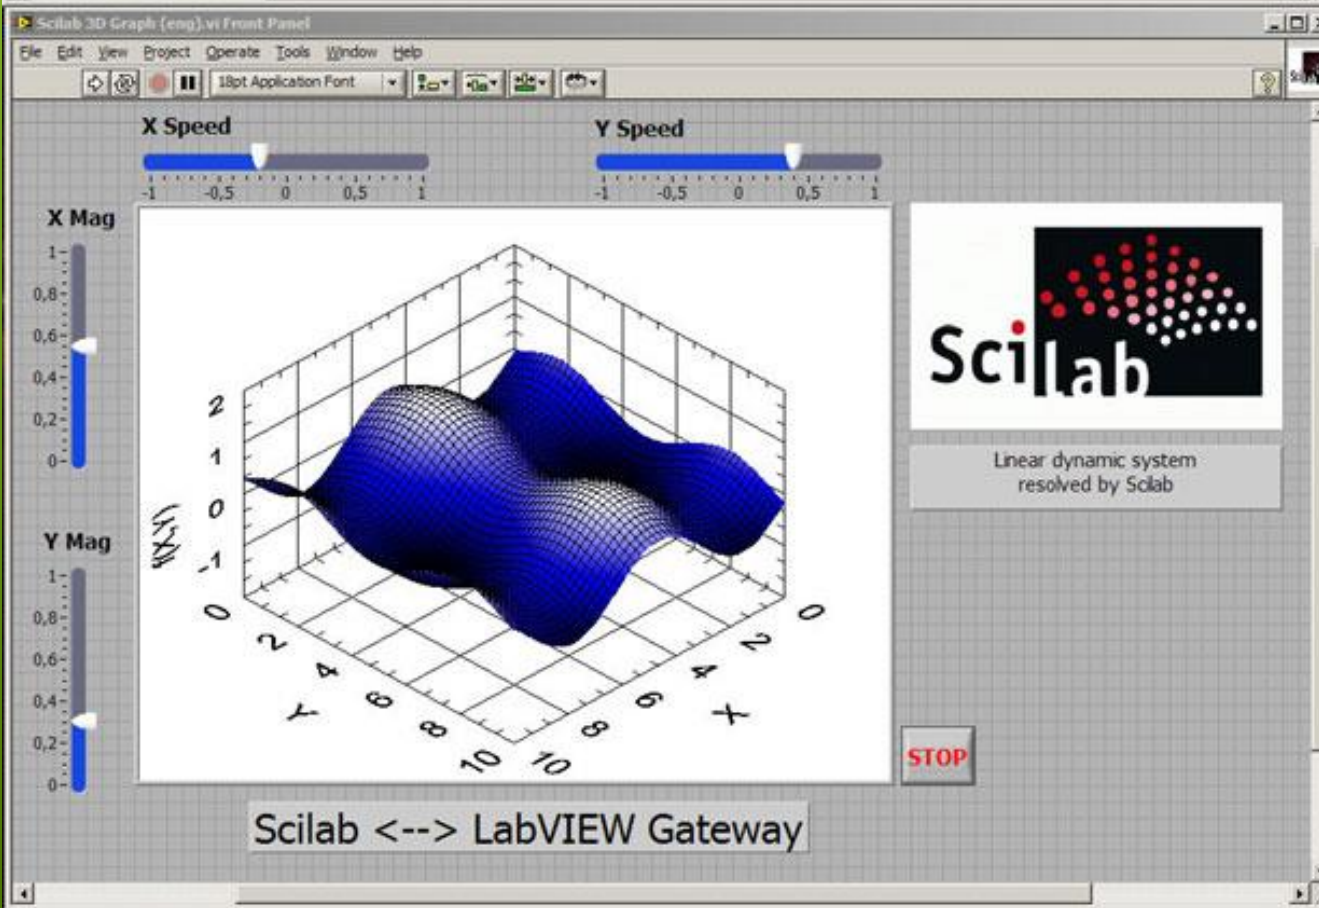 Scilab 3D Graph (eng).vi Front Panel
File Edit View Project Operate Tools Window Help
18pt Application Font
X Speed
-1 -0,5 0 0,5 1
Y Speed
-1 -0,5 0 0,5 1
X Mag
1
0,8
0,6
0,4
0,2
0
Y Mag
1
0,8
0,6
0,4
0,2
0
2
1
0
-1
f(X,Y)
0
2
4
6
8
10
Y
0
2
4
6
8
10
X
Scilab
Linear dynamic system
resolved by Scilab
STOP
Scilab <--> LabVIEW Gateway